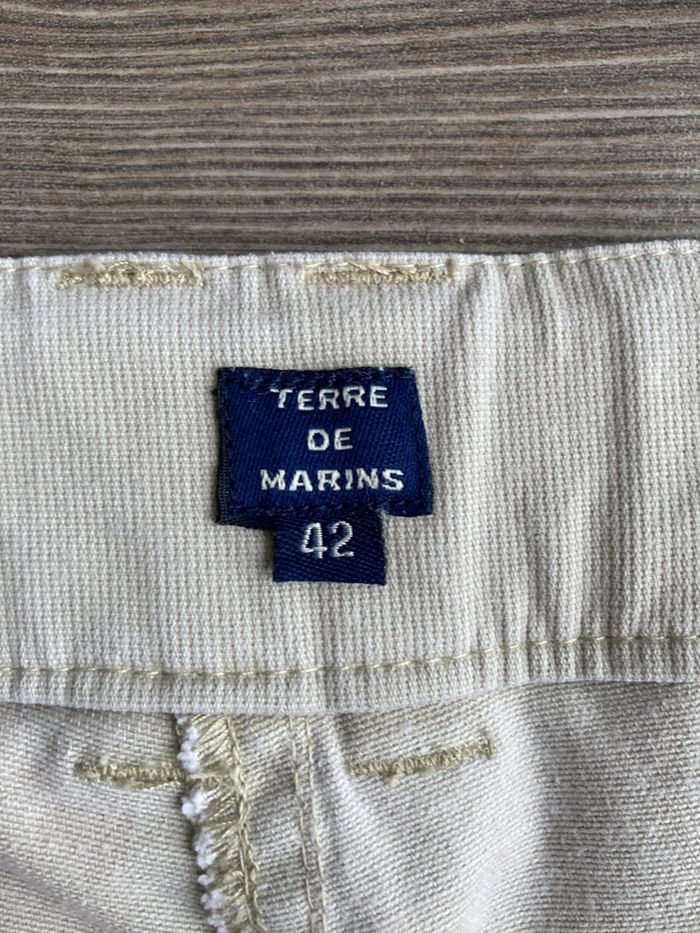 TERRE
DE
MARINS
42